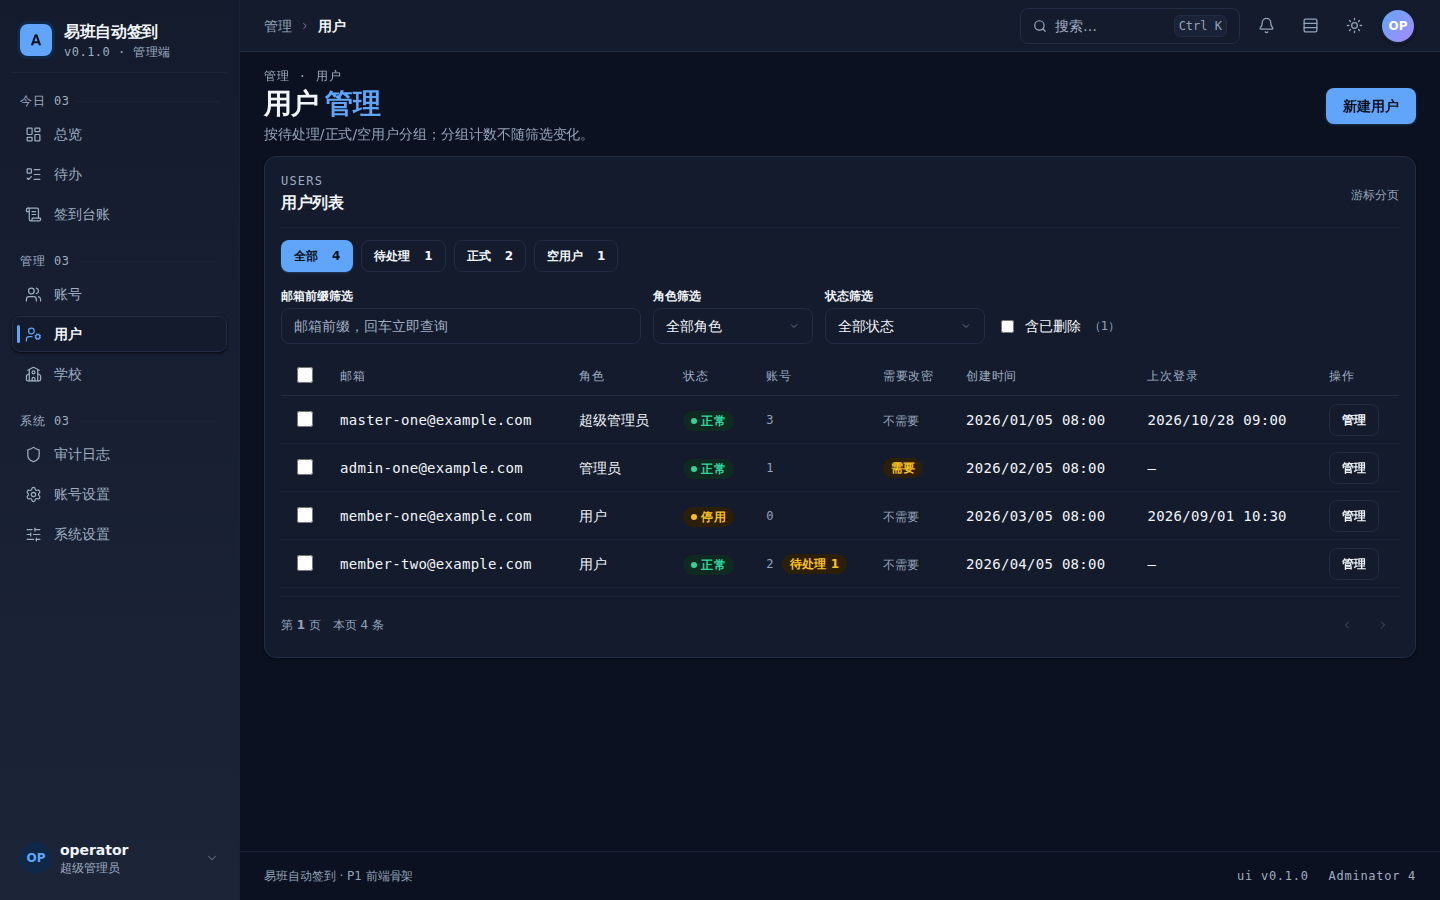 A 易班自动签到
v0.1.0 · 管理端
今日 03
总览
待办
签到台账
管理 03
账号
用户
学校
系统 03
审计日志
账号设置
系统设置
OP operator
超级管理员
管理 › 用户
搜索… Ctrl K
OP
管理 · 用户
用户 管理
按待处理/正式/空用户分组；分组计数不随筛选变化。
新建用户
USERS
用户列表
游标分页
全部 4 待处理 1 正式 2 空用户 1
邮箱前缀筛选 角色筛选 状态筛选
邮箱前缀，回车立即查询 全部角色 全部状态 含已删除 （1）
邮箱 角色 状态 账号 需要改密 创建时间 上次登录 操作
master-one@example.com 超级管理员 正常 3 不需要 2026/01/05 08:00 2026/10/28 09:00 管理
admin-one@example.com 管理员 正常 1 需要 2026/02/05 08:00 — 管理
member-one@example.com 用户 停用 0 不需要 2026/03/05 08:00 2026/09/01 10:30 管理
member-two@example.com 用户 正常 2 待处理 1 不需要 2026/04/05 08:00 — 管理
第 1 页 本页 4 条
易班自动签到 · P1 前端骨架
ui v0.1.0 Adminator 4